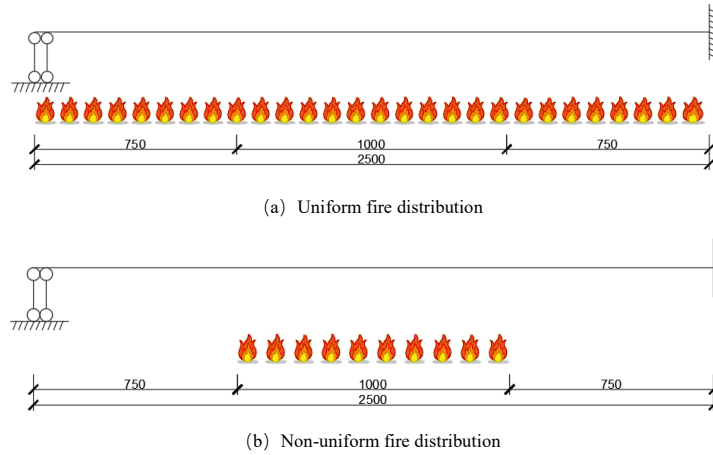 750 1000 750
2500
（a）Uniform fire distribution
750 1000 750
2500
（b）Non-uniform fire distribution